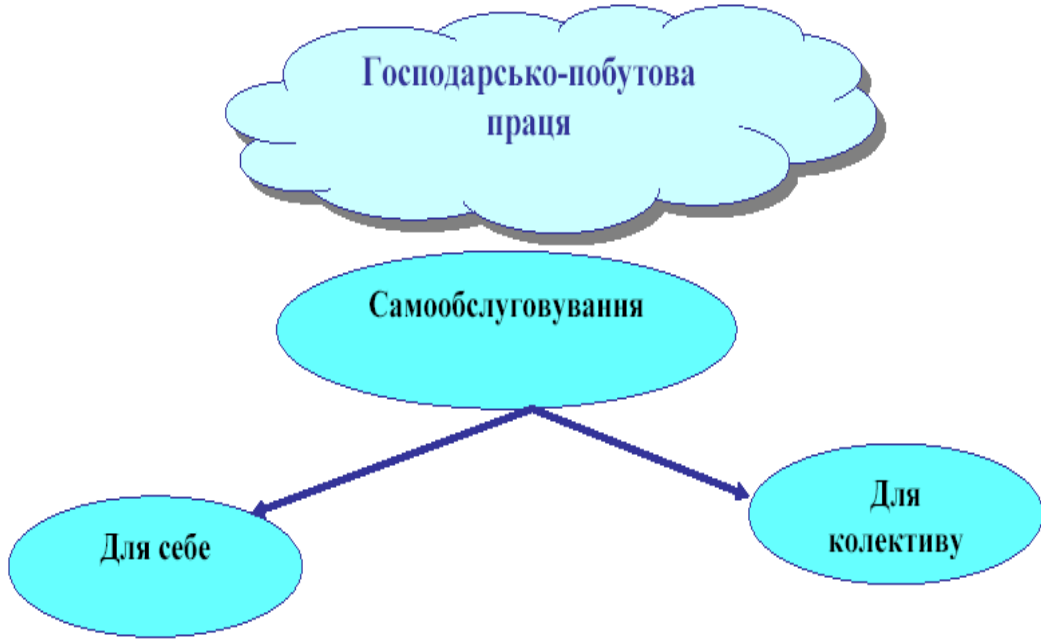 Господарсько-побутова
праця
Самообслуговування
Для себе
Для
колективу